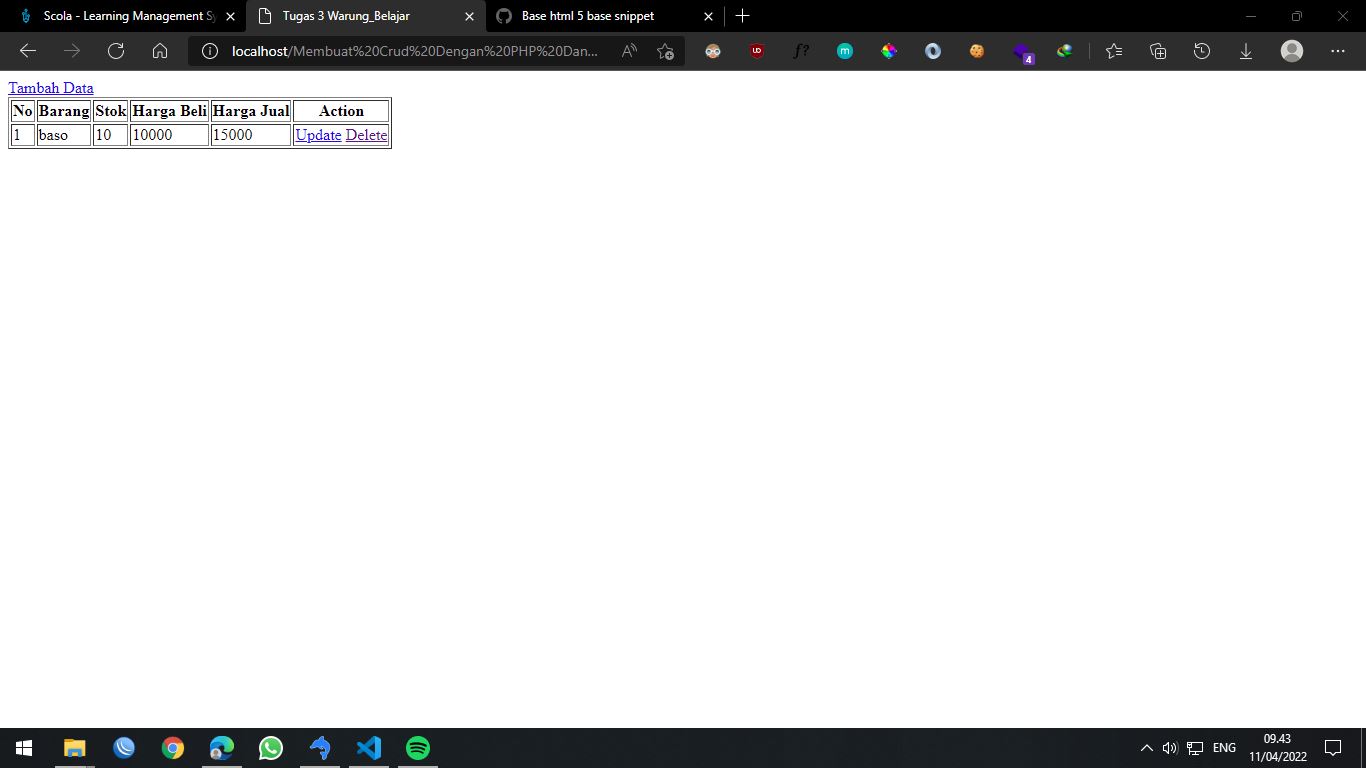 Scola - Learning Management Sy
Tugas 3 Warung_Belajar
Base html 5 base snippet
localhost/Membuat%20Crud%20Dengan%20PHP%20Dan...
4
Tambah Data
No Barang Stok Harga Beli Harga Jual Action
1 baso 10 10000 15000 Update Delete
ENG
09.43
11/04/2022